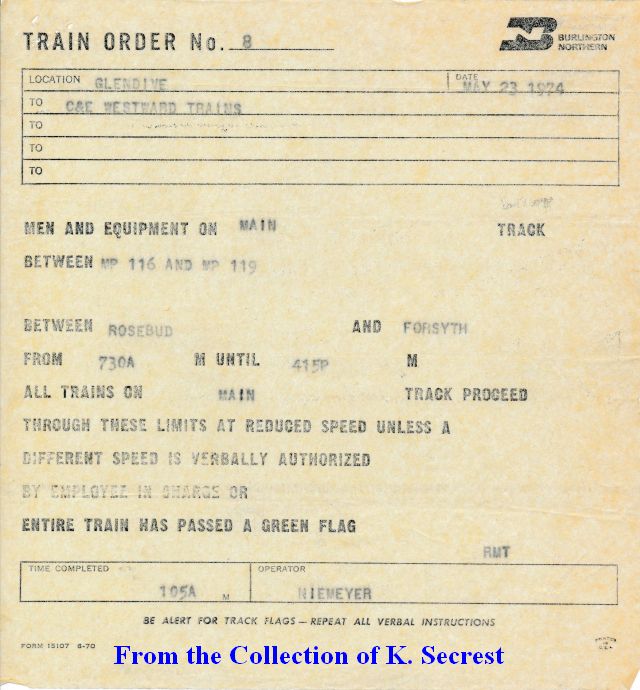 TRAIN ORDER No. 8
BURLINGTON
NORTHERN
LOCATION GLENDIVE DATE MAY 23 1974
TO C&E WESTWARD TRAINS
TO
TO
TO
MEN AND EQUIPMENT ON MAIN TRACK
BETWEEN MP 116 AND MP 119
BETWEEN ROSEBUD AND FORSYTH
FROM 730A M UNTIL 415P M
ALL TRAINS ON MAIN TRACK PROCEED
THROUGH THESE LIMITS AT REDUCED SPEED UNLESS A
DIFFERENT SPEED IS VERBALLY AUTHORIZED
BY EMPLOYEE IN CHARGE OR
ENTIRE TRAIN HAS PASSED A GREEN FLAG
RMT
TIME COMPLETED OPERATOR
105A M NIEMEYER
BE ALERT FOR TRACK FLAGS — REPEAT ALL VERBAL INSTRUCTIONS
FORM 15107 6-70
PRINTED IN U.S.A.
From the Collection of K. Secrest